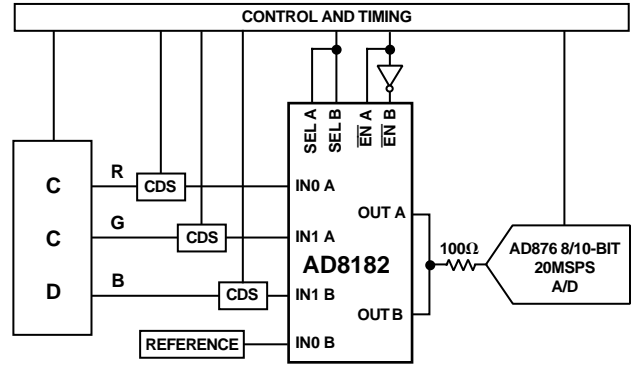 CONTROL AND TIMING
SEL A
SEL B
EN A
EN B
C
C
D
R
G
B
CDS
CDS
CDS
REFERENCE
IN0 A
IN1 A
IN1 B
IN0 B
AD8182
OUT A
OUT B
100Ω
AD876 8/10-BIT
20MSPS
A/D